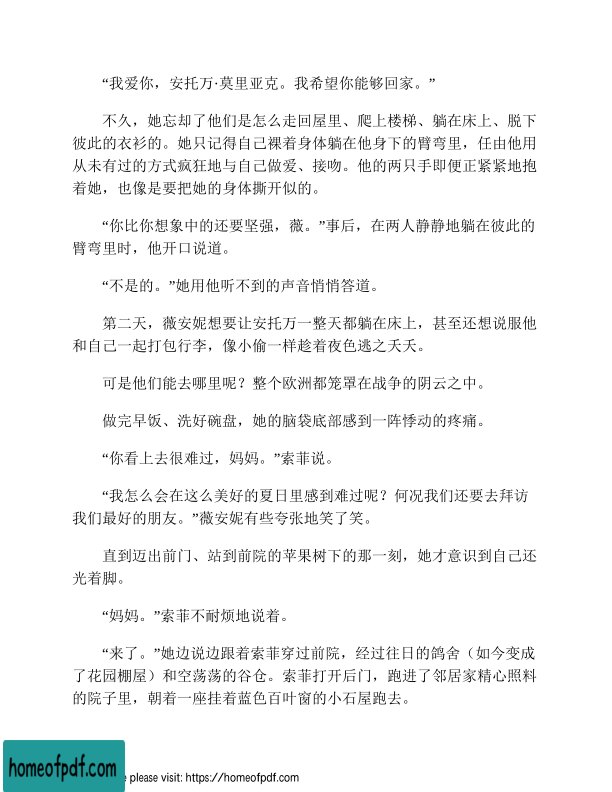 “我爱你，安托万·莫里亚克。我希望你能够回家。”
不久，她忘却了他们是怎么走回屋里、爬上楼梯、躺在床上、脱下
彼此的衣衫的。她只记得自己裸着身体躺在他身下的臂弯里，任由他用
从未有过的方式疯狂地与自己做爱、接吻。他的两只手即便正紧紧地抱
着她，也像是要把她的身体撕开似的。
“你比你想象中的还要坚强，薇。”事后，在两人静静地躺在彼此的
臂弯里时，他开口说道。
“不是的。”她用他听不到的声音悄悄答道。
第二天，薇安妮想要让安托万一整天都躺在床上，甚至还想说服他
和自己一起打包行李，像小偷一样趁着夜色逃之夭夭。
可是他们能去哪里呢？整个欧洲都笼罩在战争的阴云之中。
做完早饭、洗好碗盘，她的脑袋底部感到一阵悸动的疼痛。
“你看上去很难过，妈妈。”索菲说。
“我怎么会在这么美好的夏日里感到难过呢？何况我们还要去拜访
我们最好的朋友。”薇安妮有些夸张地笑了笑。
直到迈出前门、站到前院的苹果树下的那一刻，她才意识到自己还
光着脚。
“妈妈。”索菲不耐烦地说着。
“来了。”她边说边跟着索菲穿过前院，经过往日的鸽舍（如今变成
了花园棚屋）和空荡荡的谷仓。索菲打开后门，跑进了邻居家精心照料
的院子里，朝着一座挂着蓝色百叶窗的小石屋跑去。
homeofpdf.com
please visit: https://homeofpdf.com